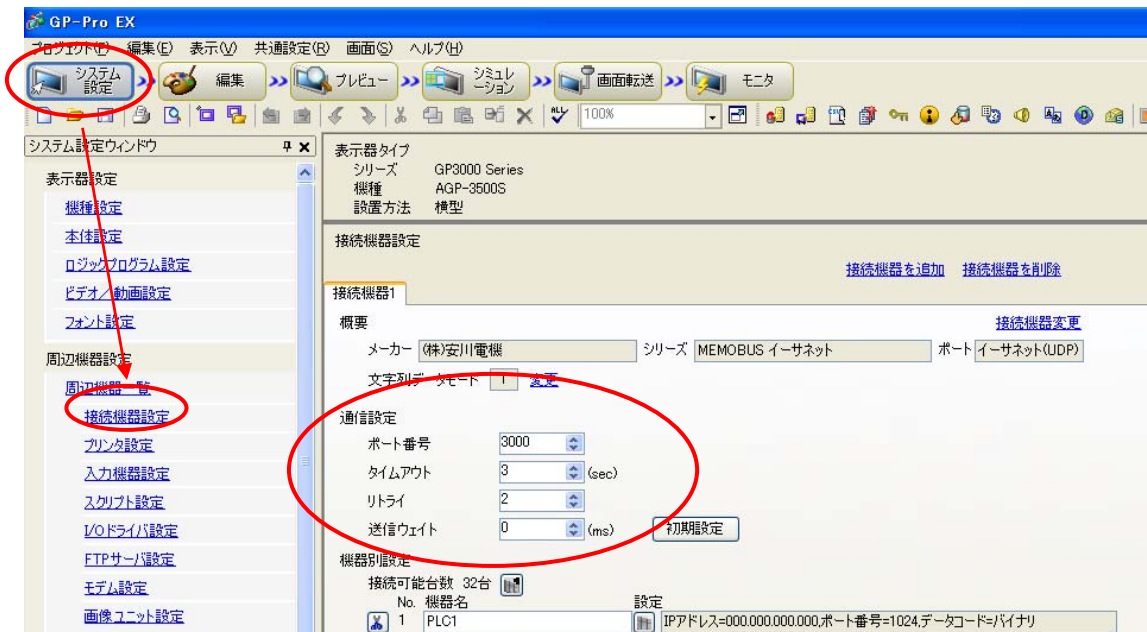 GP-Pro EX
プロジェクト(F) 編集(E) 表示(V) 共通設定(R) 画面(S) ヘルプ(H)
システム設定 編集 プレビュー シミュレーション 画面転送 モニタ
100%
システム設定ウィンドウ
表示器設定
機種設定
本体設定
ロジックプログラム設定
ビデオ/動画設定
フォント設定
周辺機器設定
周辺機器一覧
接続機器設定
プリンタ設定
入力機器設定
スクリプト設定
I/Oドライバ設定
FTPサーバ設定
モデム設定
画像ユニット設定
表示器タイプ
シリーズ GP3000 Series
機種 AGP-3500S
設置方法 横型
接続機器設定
接続機器を追加 接続機器を削除
接続機器1
概要 接続機器変更
メーカー (株)安川電機 シリーズ MEMOBUS イーサネット ポート イーサネット(UDP)
文字列データモード 1 変更
通信設定
ポート番号 3000
タイムアウト 3 (sec)
リトライ 2
送信ウェイト 0 (ms) 初期設定
機器別設定
接続可能台数 32台
No. 機器名 設定
1 PLC1 IPアドレス=000.000.000.000,ポート番号=1024,データコード=バイナリ